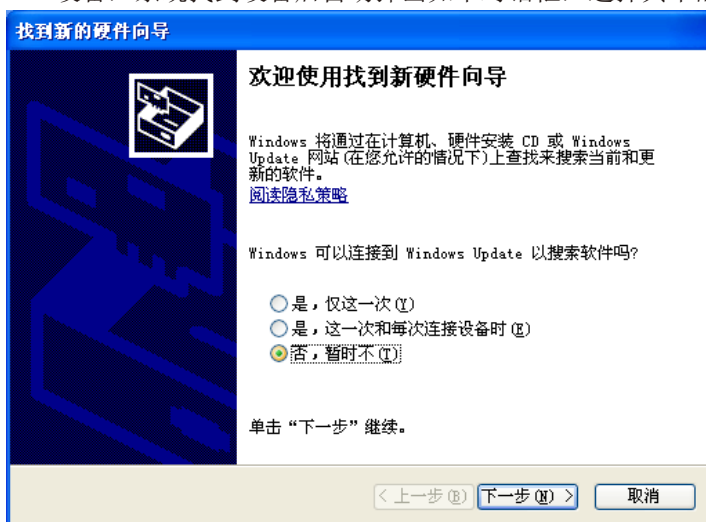 找到新的硬件向导
欢迎使用找到新硬件向导
Windows 将通过在计算机、硬件安装 CD 或 Windows
Update 网站(在您允许的情况下)上查找来搜索当前和更
新的软件。
阅读隐私策略
Windows 可以连接到 Windows Update 以搜索软件吗?
是，仅这一次(Y)
是，这一次和每次连接设备时(E)
否，暂时不(T)
单击“下一步”继续。
< 上一步(B) 下一步(N) > 取消